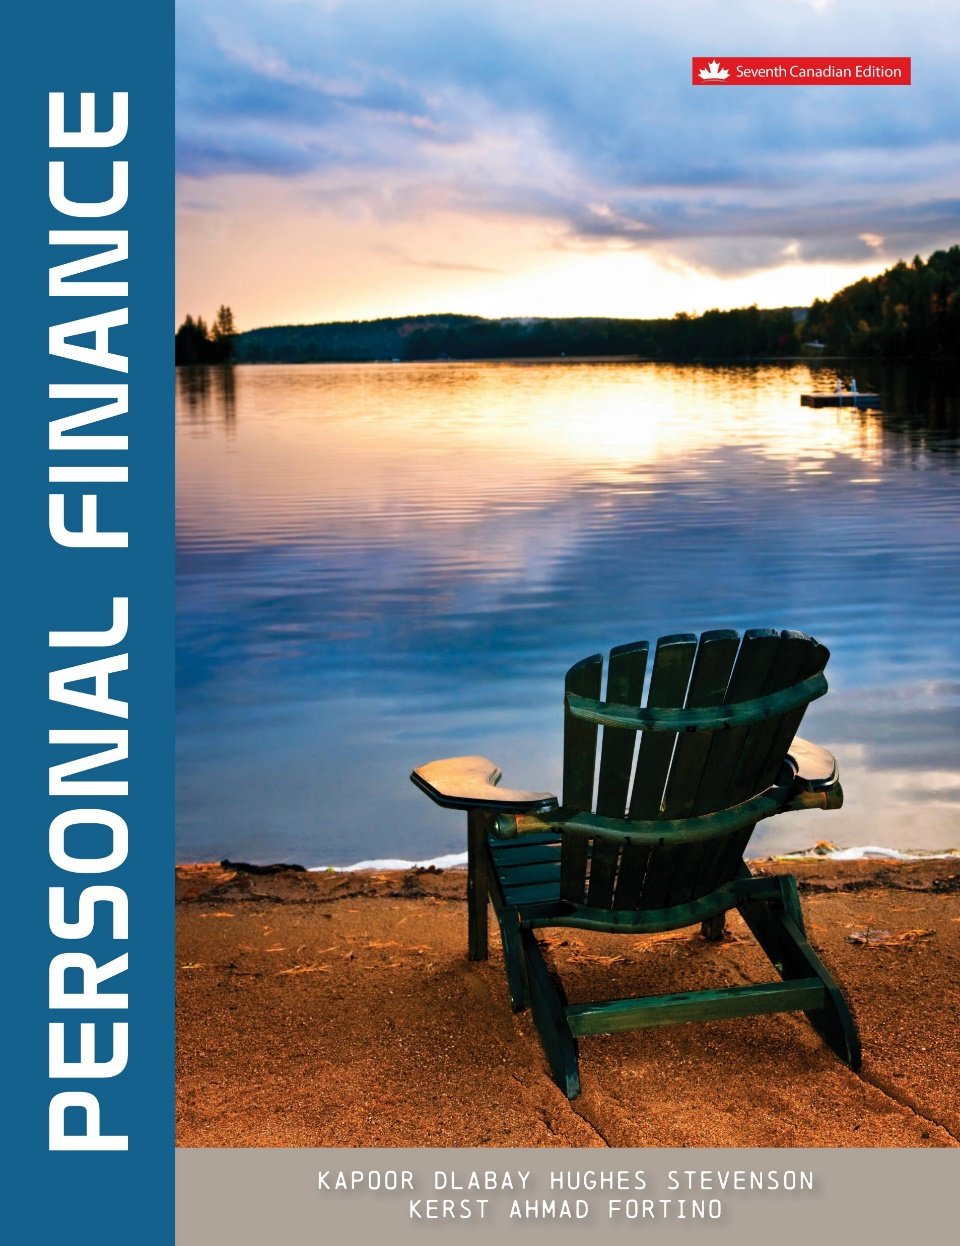 PERSONAL FINANCE
Seventh Canadian Edition
KAPOOR DLABAY HUGHES STEVENSON
KERST AHMAD FORTINO